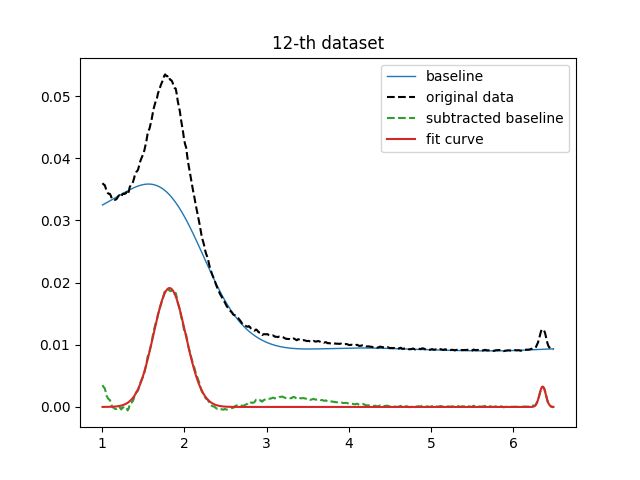 12-th dataset
baseline
original data
subtracted baseline
fit curve
0.05
0.04
0.03
0.02
0.01
0.00
1 2 3 4 5 6